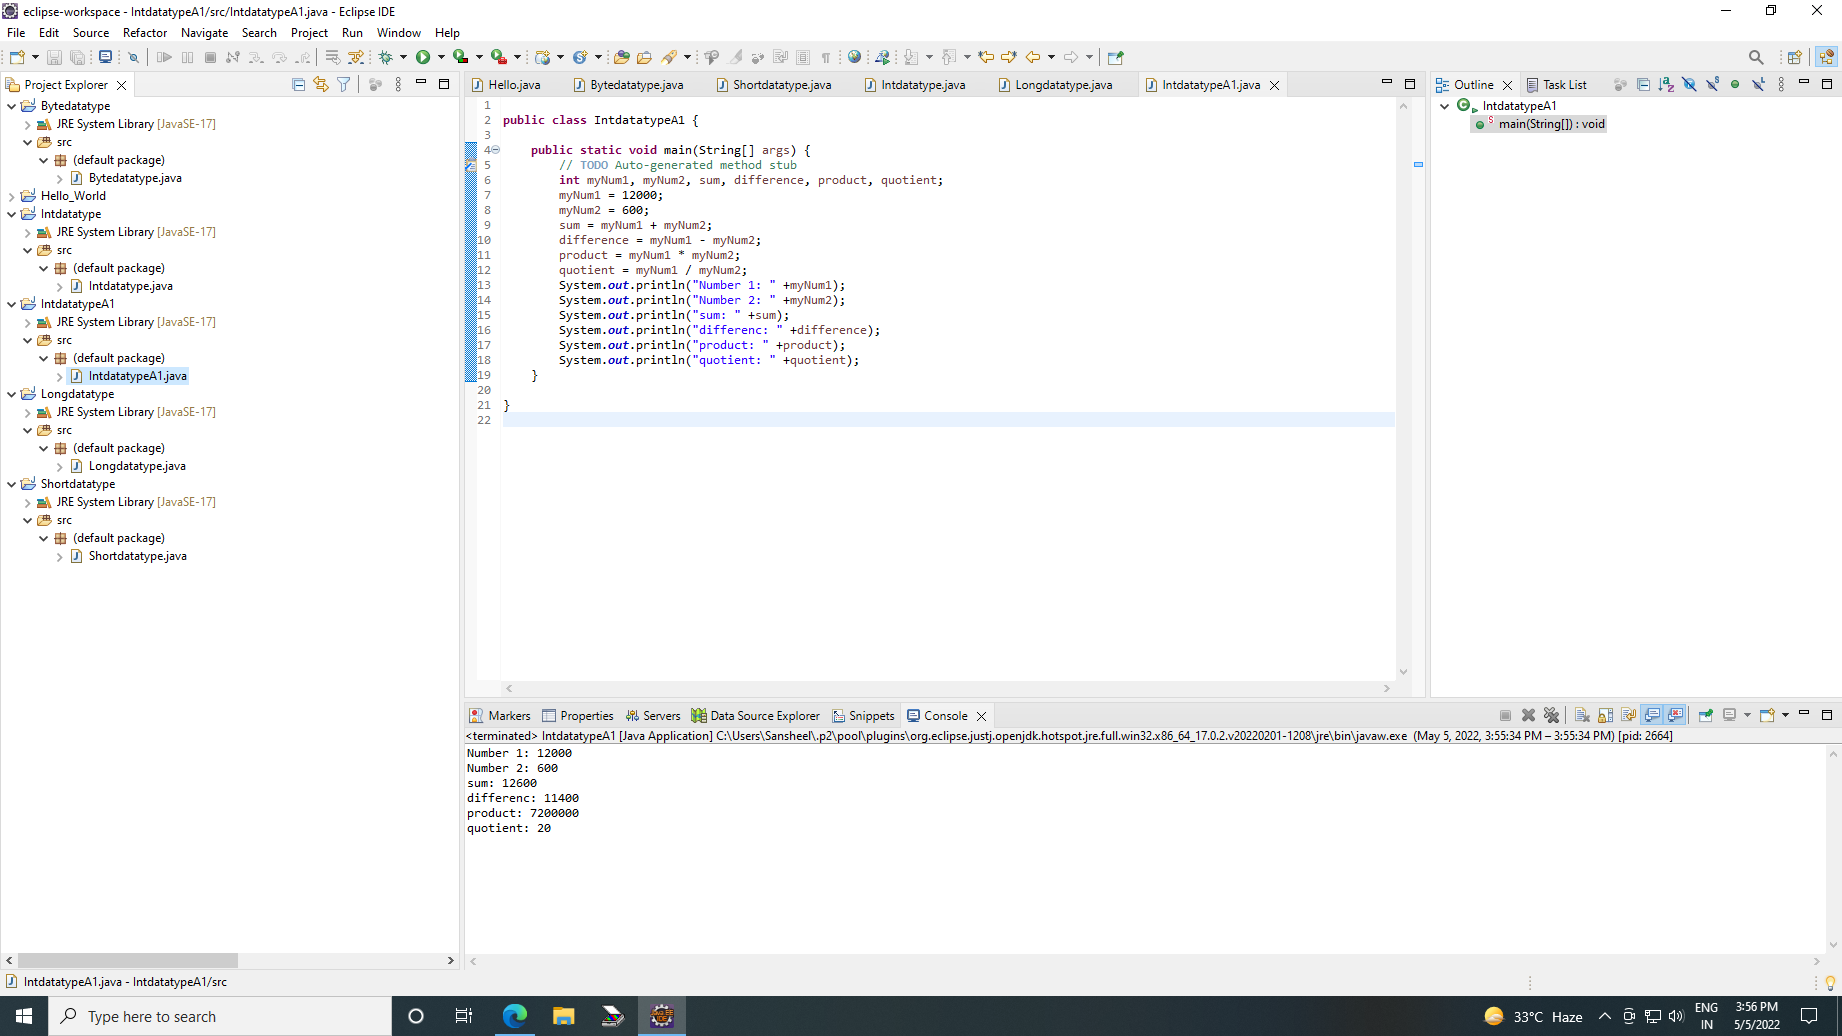 eclipse-workspace - IntdatatypeA1/src/IntdatatypeA1.java - Eclipse IDE
File Edit Source Refactor Navigate Search Project Run Window Help
Project Explorer
Bytedatatype
JRE System Library [JavaSE-17]
src
(default package)
Bytedatatype.java
Hello_World
Intdatatype
JRE System Library [JavaSE-17]
src
(default package)
Intdatatype.java
IntdatatypeA1
JRE System Library [JavaSE-17]
src
(default package)
IntdatatypeA1.java
Longdatatype
JRE System Library [JavaSE-17]
src
(default package)
Longdatatype.java
Shortdatatype
JRE System Library [JavaSE-17]
src
(default package)
Shortdatatype.java
Hello.java Bytedatatype.java Shortdatatype.java Intdatatype.java Longdatatype.java IntdatatypeA1.java
1
2 public class IntdatatypeA1 {
3
4 public static void main(String[] args) {
5 // TODO Auto-generated method stub
6 int myNum1, myNum2, sum, difference, product, quotient;
7 myNum1 = 12000;
8 myNum2 = 600;
9 sum = myNum1 + myNum2;
10 difference = myNum1 - myNum2;
11 product = myNum1 * myNum2;
12 quotient = myNum1 / myNum2;
13 System.out.println("Number 1: " +myNum1);
14 System.out.println("Number 2: " +myNum2);
15 System.out.println("sum: " +sum);
16 System.out.println("differenc: " +difference);
17 System.out.println("product: " +product);
18 System.out.println("quotient: " +quotient);
19 }
20
21 }
22
Outline Task List
IntdatatypeA1
main(String[]) : void
Markers Properties Servers Data Source Explorer Snippets Console
<terminated> IntdatatypeA1 [Java Application] C:\Users\Sansheel\.p2\pool\plugins\org.eclipse.justj.openjdk.hotspot.jre.full.win32.x86_64_17.0.2.v20220201-1208\jre\bin\javaw.exe (May 5, 2022, 3:55:34 PM – 3:55:34 PM) [pid: 2664]
Number 1: 12000
Number 2: 600
sum: 12600
differenc: 11400
product: 7200000
quotient: 20
IntdatatypeA1.java - IntdatatypeA1/src
Type here to search
33°C Haze
ENG
IN
3:56 PM
5/5/2022